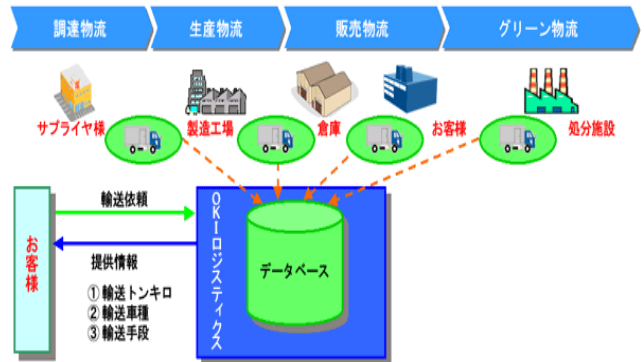 調達物流
生産物流
販売物流
グリーン物流
サプライヤ様
製造工場
倉庫
お客様
処分施設
輸送依頼
お客様
提供情報
① 輸送トンキロ
② 輸送車種
③ 輸送手段
OKIロジスティクス
データベース